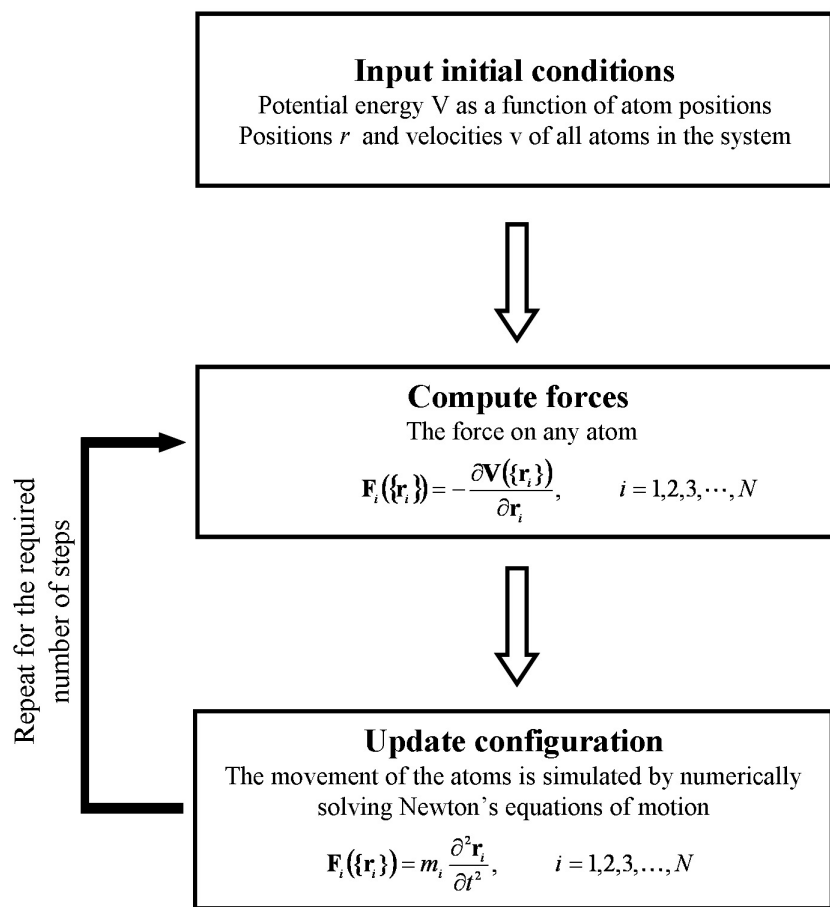 Input initial conditions
Potential energy V as a function of atom positions
Positions r and velocities v of all atoms in the system
Compute forces
The force on any atom
F_i({r_i}) = −∂V({r_i})/∂r_i, i = 1,2,3,⋯,N
Repeat for the required
number of steps
Update configuration
The movement of the atoms is simulated by numerically
solving Newton's equations of motion
F_i({r_i}) = m_i ∂²r_i/∂t², i = 1,2,3,…,N